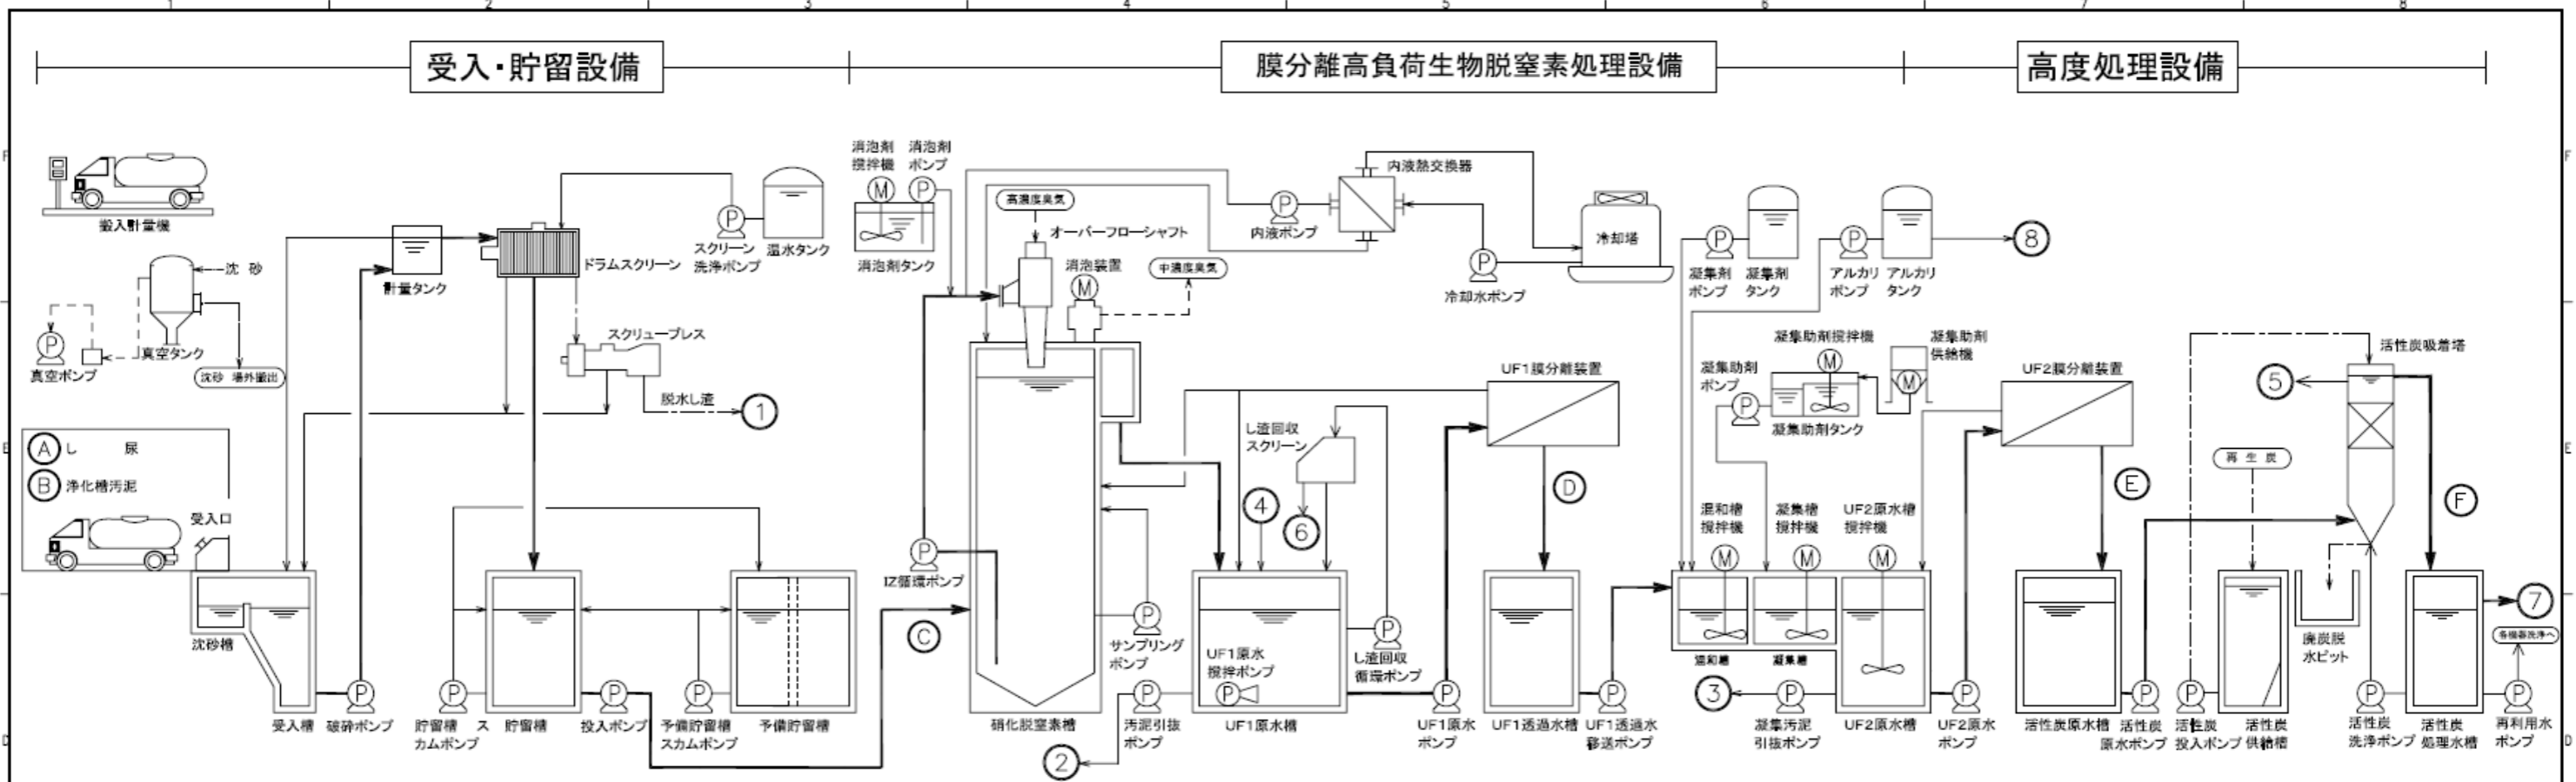 1
2
3
4
5
6
7
8
受入・貯留設備
膜分離高負荷生物脱窒素処理設備
高度処理設備
F
F
E
E
D
D
搬入計量機
沈 砂
真空タンク
P
真空ポンプ
沈砂 場外搬出
計量タンク
ドラムスクリーン
P
スクリーン
洗浄ポンプ
温水タンク
スクリュープレス
脱水し渣
①
Ⓐ し 尿
Ⓑ 浄化槽汚泥
受入口
沈砂槽
受入槽
P
破砕ポンプ
P
貯留槽 ス
カムポンプ
貯留槽
P
投入ポンプ
P
予備貯留槽
スカムポンプ
予備貯留槽
消泡剤
攪拌機
消泡剤
ポンプ
M
P
消泡剤タンク
高濃度臭気
オーバーフローシャフト
消泡装置
M
中濃度臭気
P
内液ポンプ
内液熱交換器
冷却塔
P
冷却水ポンプ
P
IZ循環ポンプ
Ⓒ
硝化脱窒素槽
P
サンプリング
ポンプ
P
汚泥引抜
ポンプ
②
し渣回収
スクリーン
④
⑥
UF1原水
攪拌ポンプ
P
UF1原水槽
P
し渣回収
循環ポンプ
P
UF1原水
ポンプ
UF1膜分離装置
Ⓓ
UF1透過水槽
P
UF1透過水
移送ポンプ
P
凝集剤
ポンプ
凝集剤
タンク
P
アルカリ
ポンプ
アルカリ
タンク
⑧
凝集助剤攪拌機
M
凝集助剤
供給機
M
凝集助剤
ポンプ
P
凝集助剤タンク
混和槽
攪拌機
M
凝集槽
攪拌機
M
UF2原水槽
攪拌機
M
混和槽
凝集槽
③
P
凝集汚泥
引抜ポンプ
UF2原水槽
P
UF2原水
ポンプ
UF2膜分離装置
Ⓔ
活性炭原水槽
P
活性炭
原水ポンプ
P
活性炭
投入ポンプ
再 生 炭
活性炭
供給槽
活性炭吸着塔
⑤
Ⓕ
廃炭脱
水ピット
P
活性炭
洗浄ポンプ
活性炭
処理水槽
⑦
各機器洗浄へ
P
再利用水
ポンプ